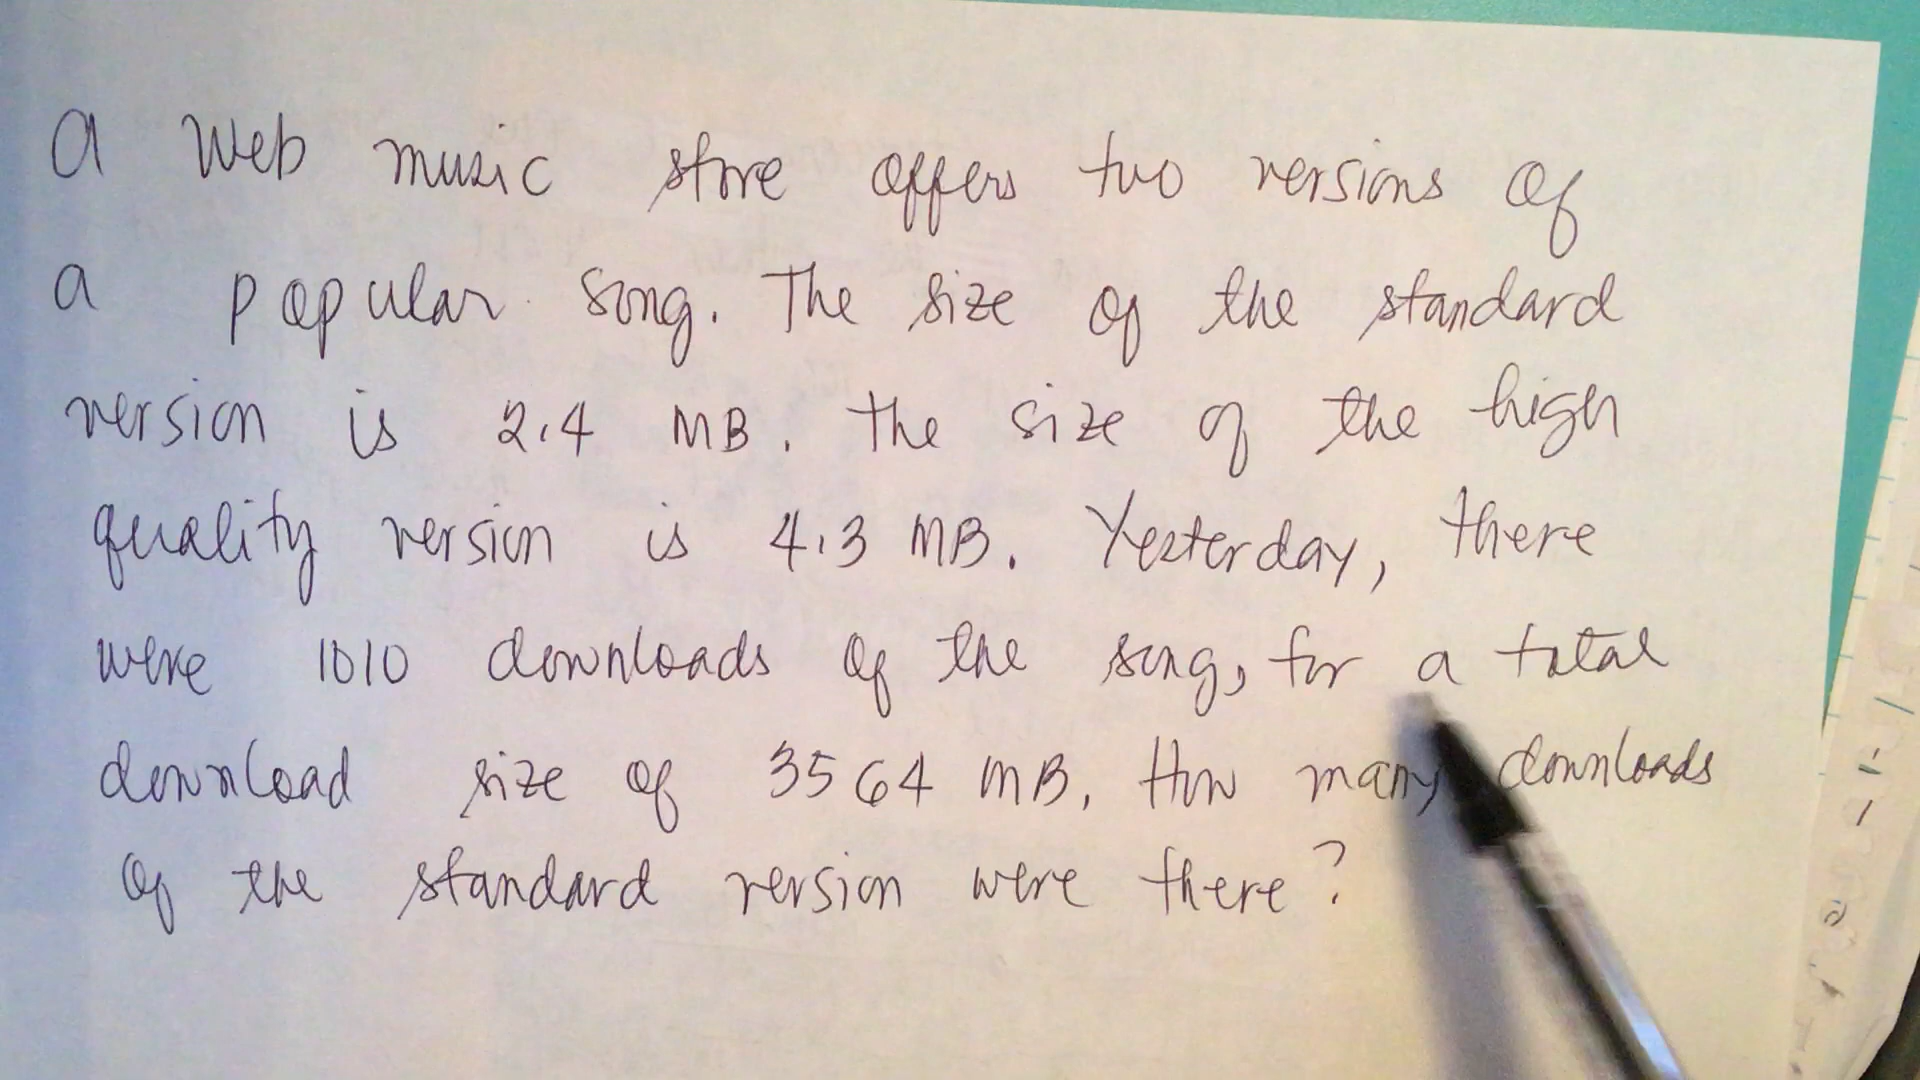 A Web music store offers two versions of
a popular song. The size of the standard
version is 2.4 MB. The size of the high
quality version is 4.3 MB. Yesterday, there
were 1010 downloads of the song, for a total
download size of 3564 MB. How many downloads
of the standard version were there?